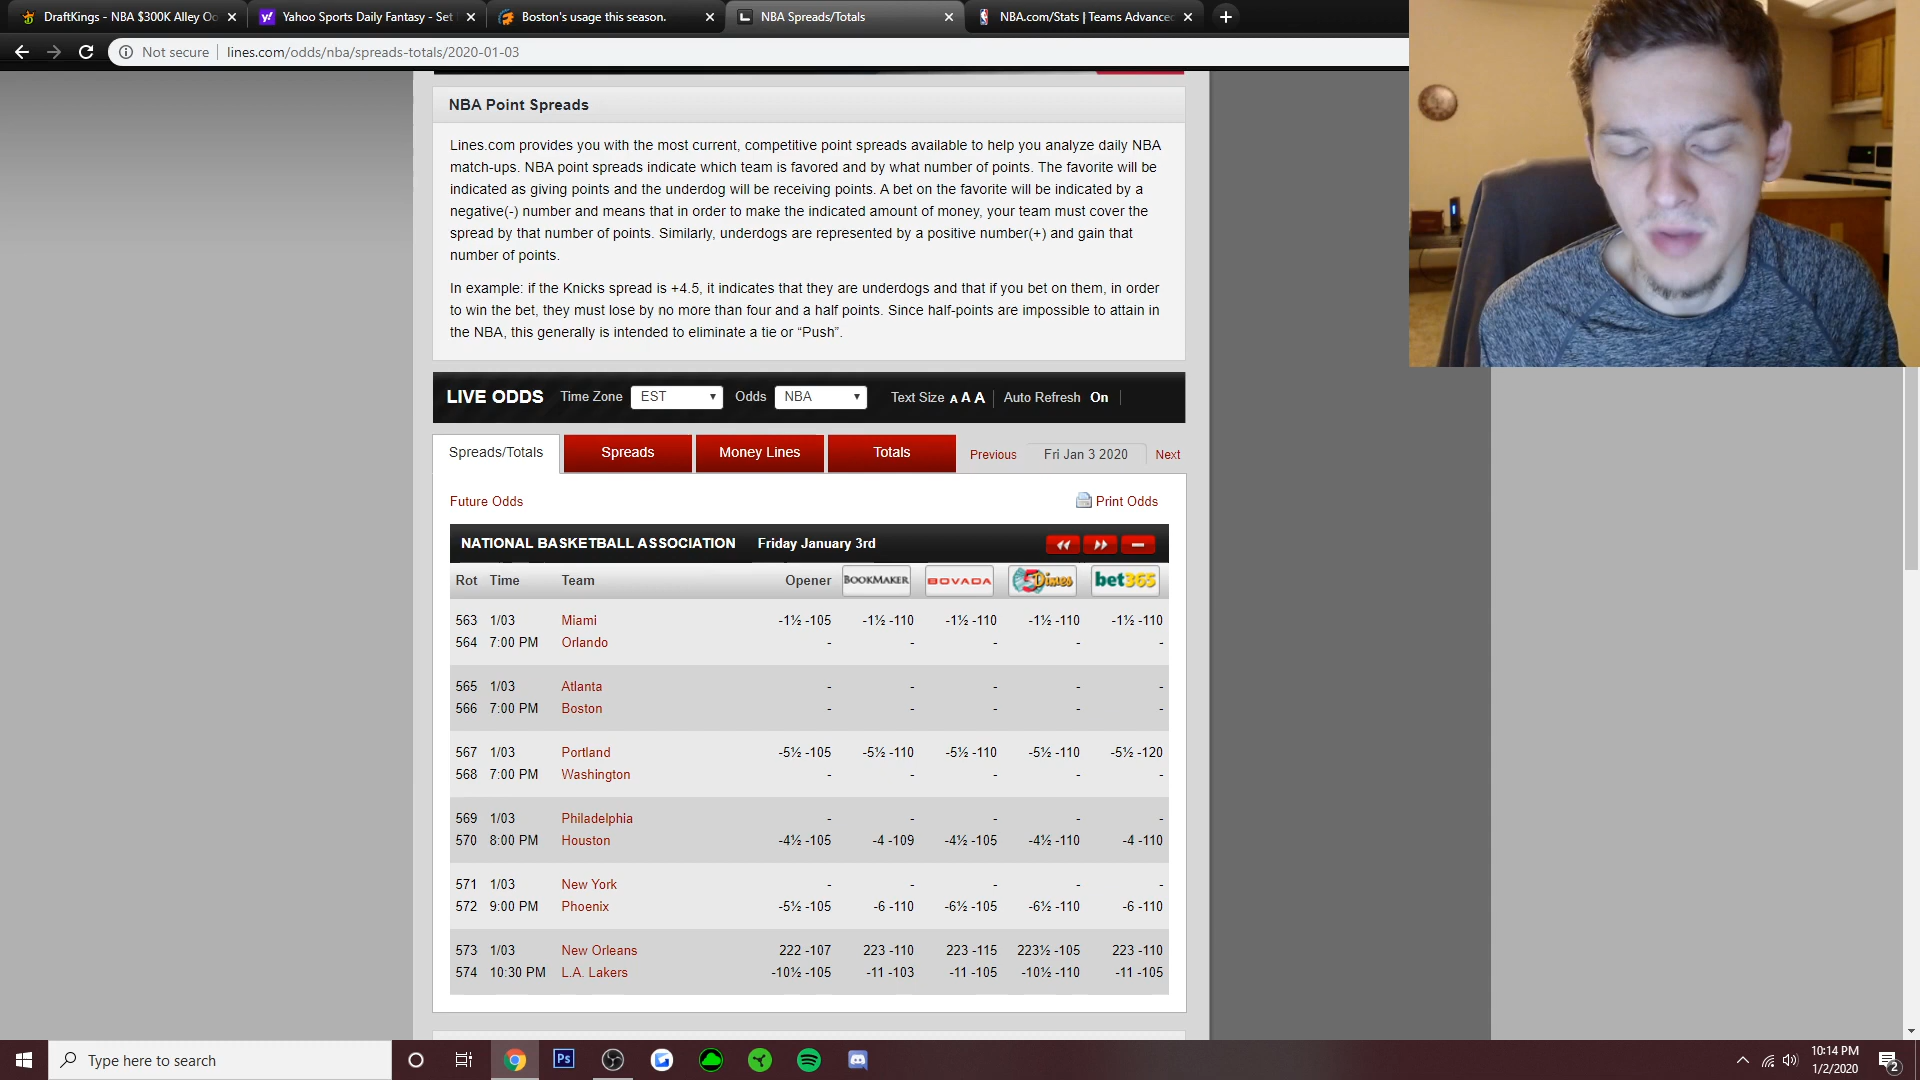 DraftKings - NBA $300K Alley Oo
Yahoo Sports Daily Fantasy - Set
Boston's usage this season.
NBA Spreads/Totals
NBA.com/Stats | Teams Advanced
Not secure
lines.com/odds/nba/spreads-totals/2020-01-03
NBA Point Spreads
Lines.com provides you with the most current, competitive point spreads available to help you analyze daily NBA
match-ups. NBA point spreads indicate which team is favored and by what number of points. The favorite will be
indicated as giving points and the underdog will be receiving points. A bet on the favorite will be indicated by a
negative(-) number and means that in order to make the indicated amount of money, your team must cover the
spread by that number of points. Similarly, underdogs are represented by a positive number(+) and gain that
number of points.
In example: if the Knicks spread is +4.5, it indicates that they are underdogs and that if you bet on them, in order
to win the bet, they must lose by no more than four and a half points. Since half-points are impossible to attain in
the NBA, this generally is intended to eliminate a tie or “Push”.
LIVE ODDS Time Zone EST Odds NBA Text Size A A A Auto Refresh On
Spreads/Totals Spreads Money Lines Totals Previous Fri Jan 3 2020 Next
Future Odds Print Odds
NATIONAL BASKETBALL ASSOCIATION Friday January 3rd
Rot Time Team Opener BOOKMAKER BOVADA 5Dimes bet365
563 1/03 Miami -1½ -105 -1½ -110 -1½ -110 -1½ -110 -1½ -110
564 7:00 PM Orlando - - - - -
565 1/03 Atlanta - - - - -
566 7:00 PM Boston - - - - -
567 1/03 Portland -5½ -105 -5½ -110 -5½ -110 -5½ -110 -5½ -120
568 7:00 PM Washington - - - - -
569 1/03 Philadelphia - - - - -
570 8:00 PM Houston -4½ -105 -4 -109 -4½ -105 -4½ -110 -4 -110
571 1/03 New York - - - - -
572 9:00 PM Phoenix -5½ -105 -6 -110 -6½ -105 -6½ -110 -6 -110
573 1/03 New Orleans 222 -107 223 -110 223 -115 223½ -105 223 -110
574 10:30 PM L.A. Lakers -10½ -105 -11 -103 -11 -105 -10½ -110 -11 -105
Type here to search
Ps
10:14 PM
1/2/2020
2